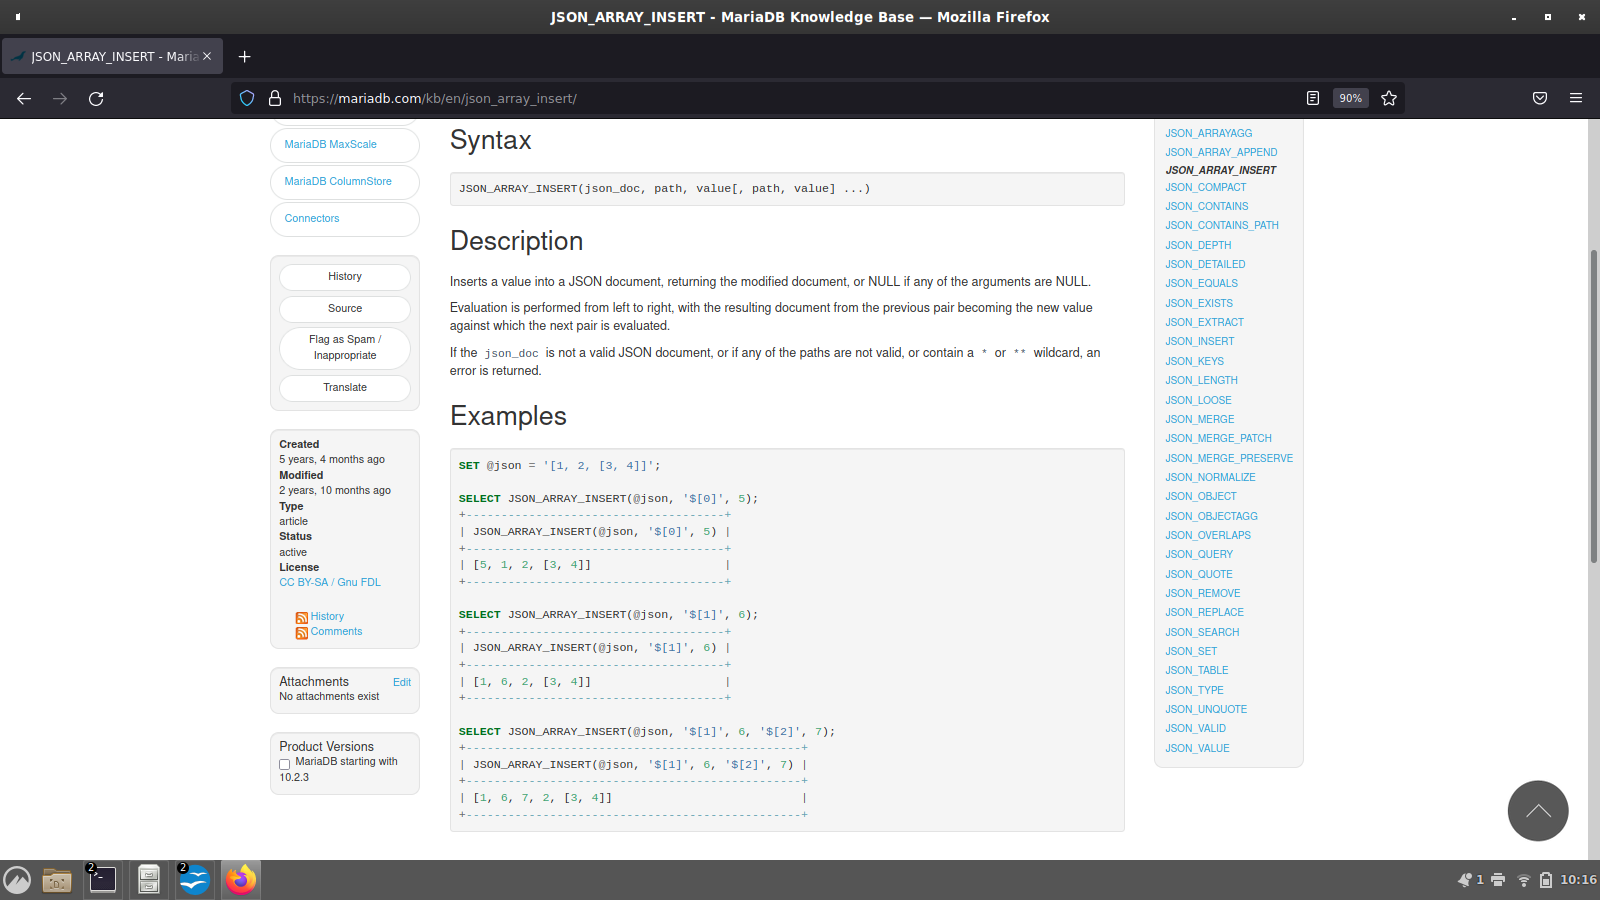 JSON_ARRAY_INSERT - MariaDB Knowledge Base — Mozilla Firefox
JSON_ARRAY_INSERT - Maria
https://mariadb.com/kb/en/json_array_insert/
90%
MariaDB MaxScale
MariaDB ColumnStore
Connectors
History
Source
Flag as Spam /
Inappropriate
Translate
Created
5 years, 4 months ago
Modified
2 years, 10 months ago
Type
article
Status
active
License
CC BY-SA / Gnu FDL
History
Comments
Attachments Edit
No attachments exist
Product Versions
MariaDB starting with
10.2.3
Syntax
JSON_ARRAY_INSERT(json_doc, path, value[, path, value] ...)
Description
Inserts a value into a JSON document, returning the modified document, or NULL if any of the arguments are NULL.
Evaluation is performed from left to right, with the resulting document from the previous pair becoming the new value
against which the next pair is evaluated.
If the json_doc is not a valid JSON document, or if any of the paths are not valid, or contain a * or ** wildcard, an
error is returned.
Examples
SET @json = '[1, 2, [3, 4]]';
SELECT JSON_ARRAY_INSERT(@json, '$[0]', 5);
+-------------------------------------+
| JSON_ARRAY_INSERT(@json, '$[0]', 5) |
+-------------------------------------+
| [5, 1, 2, [3, 4]]                   |
+-------------------------------------+
SELECT JSON_ARRAY_INSERT(@json, '$[1]', 6);
+-------------------------------------+
| JSON_ARRAY_INSERT(@json, '$[1]', 6) |
+-------------------------------------+
| [1, 6, 2, [3, 4]]                   |
+-------------------------------------+
SELECT JSON_ARRAY_INSERT(@json, '$[1]', 6, '$[2]', 7);
+------------------------------------------------+
| JSON_ARRAY_INSERT(@json, '$[1]', 6, '$[2]', 7) |
+------------------------------------------------+
| [1, 6, 7, 2, [3, 4]]                           |
+------------------------------------------------+
JSON_ARRAYAGG
JSON_ARRAY_APPEND
JSON_ARRAY_INSERT
JSON_COMPACT
JSON_CONTAINS
JSON_CONTAINS_PATH
JSON_DEPTH
JSON_DETAILED
JSON_EQUALS
JSON_EXISTS
JSON_EXTRACT
JSON_INSERT
JSON_KEYS
JSON_LENGTH
JSON_LOOSE
JSON_MERGE
JSON_MERGE_PATCH
JSON_MERGE_PRESERVE
JSON_NORMALIZE
JSON_OBJECT
JSON_OBJECTAGG
JSON_OVERLAPS
JSON_QUERY
JSON_QUOTE
JSON_REMOVE
JSON_REPLACE
JSON_SEARCH
JSON_SET
JSON_TABLE
JSON_TYPE
JSON_UNQUOTE
JSON_VALID
JSON_VALUE
2
2
1
10:16